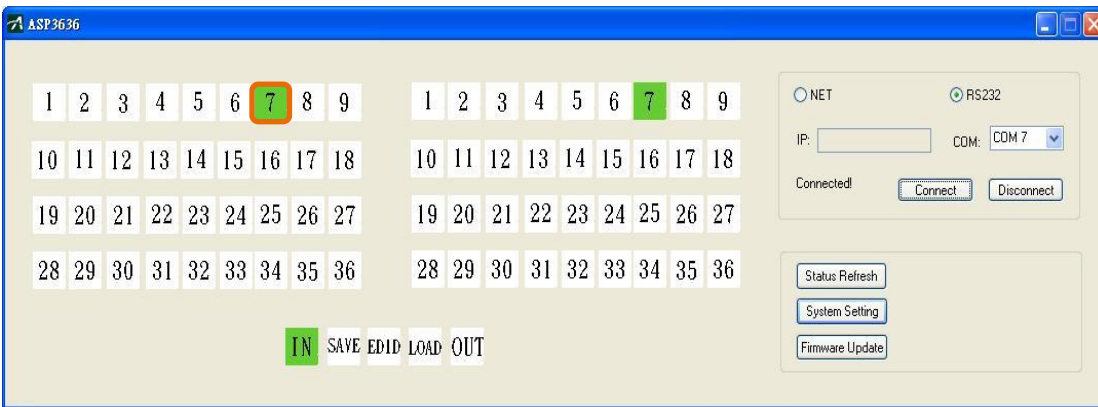 ASP3636
1 2 3 4 5 6 7 8 9
10 11 12 13 14 15 16 17 18
19 20 21 22 23 24 25 26 27
28 29 30 31 32 33 34 35 36
1 2 3 4 5 6 7 8 9
10 11 12 13 14 15 16 17 18
19 20 21 22 23 24 25 26 27
28 29 30 31 32 33 34 35 36
IN SAVE EDID LOAD OUT
NET RS232
IP: COM: COM 7
Connected! Connect Disconnect
Status Refresh
System Setting
Firmware Update